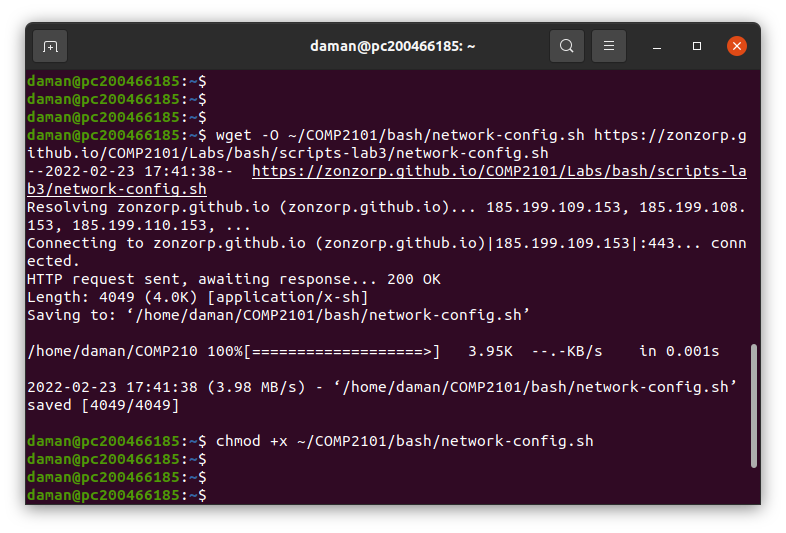 daman@pc200466185: ~
daman@pc200466185:~$
daman@pc200466185:~$
daman@pc200466185:~$
daman@pc200466185:~$ wget -O ~/COMP2101/bash/network-config.sh https://zonzorp.g
ithub.io/COMP2101/Labs/bash/scripts-lab3/network-config.sh
--2022-02-23 17:41:38--  https://zonzorp.github.io/COMP2101/Labs/bash/scripts-la
b3/network-config.sh
Resolving zonzorp.github.io (zonzorp.github.io)... 185.199.109.153, 185.199.108.
153, 185.199.110.153, ...
Connecting to zonzorp.github.io (zonzorp.github.io)|185.199.109.153|:443... conn
ected.
HTTP request sent, awaiting response... 200 OK
Length: 4049 (4.0K) [application/x-sh]
Saving to: ‘/home/daman/COMP2101/bash/network-config.sh’
/home/daman/COMP210 100%[===================>]   3.95K  --.-KB/s    in 0.001s
2022-02-23 17:41:38 (3.98 MB/s) - ‘/home/daman/COMP2101/bash/network-config.sh’
saved [4049/4049]
daman@pc200466185:~$ chmod +x ~/COMP2101/bash/network-config.sh
daman@pc200466185:~$
daman@pc200466185:~$
daman@pc200466185:~$